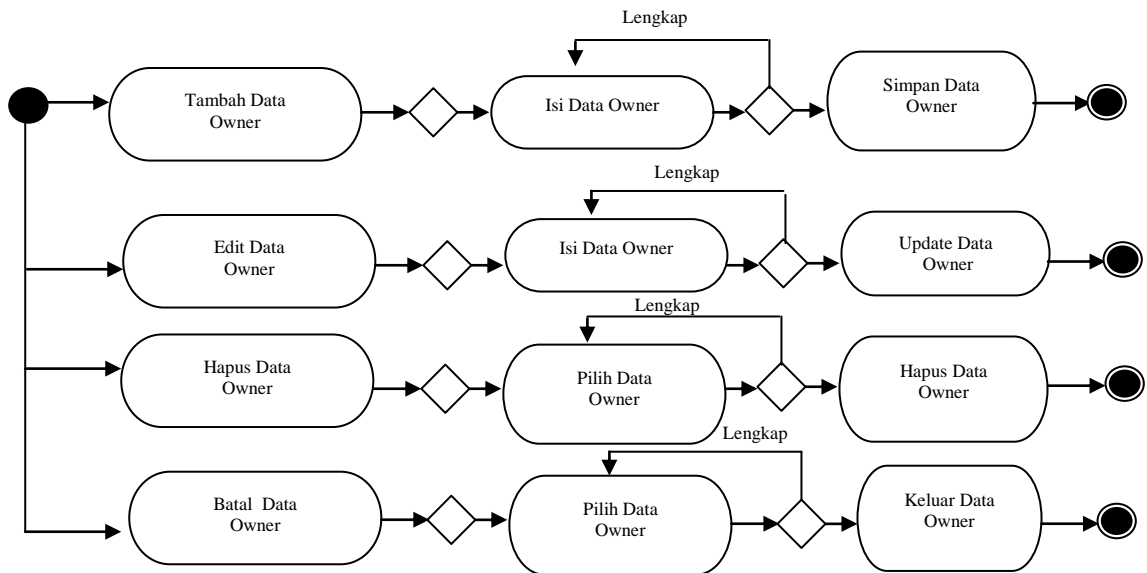 Lengkap
Tambah Data
Owner
Isi Data Owner
Simpan Data
Owner
Lengkap
Edit Data
Owner
Isi Data Owner
Update Data
Owner
Lengkap
Hapus Data
Owner
Pilih Data
Owner
Hapus Data
Owner
Lengkap
Batal Data
Owner
Pilih Data
Owner
Keluar Data
Owner